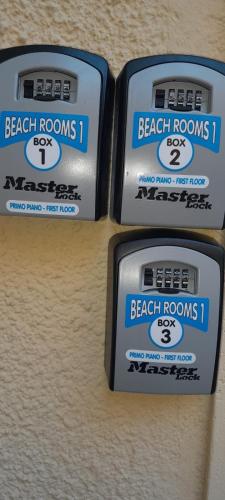 BEACH ROOMS 1
BOX
1
Master
Lock
PRIMO PIANO - FIRST FLOOR
BEACH ROOMS 1
BOX
2
PRIMO PIANO - FIRST FLOOR
Master
Lock
BEACH ROOMS 1
BOX
3
PRIMO PIANO - FIRST FLOOR
Master
Lock